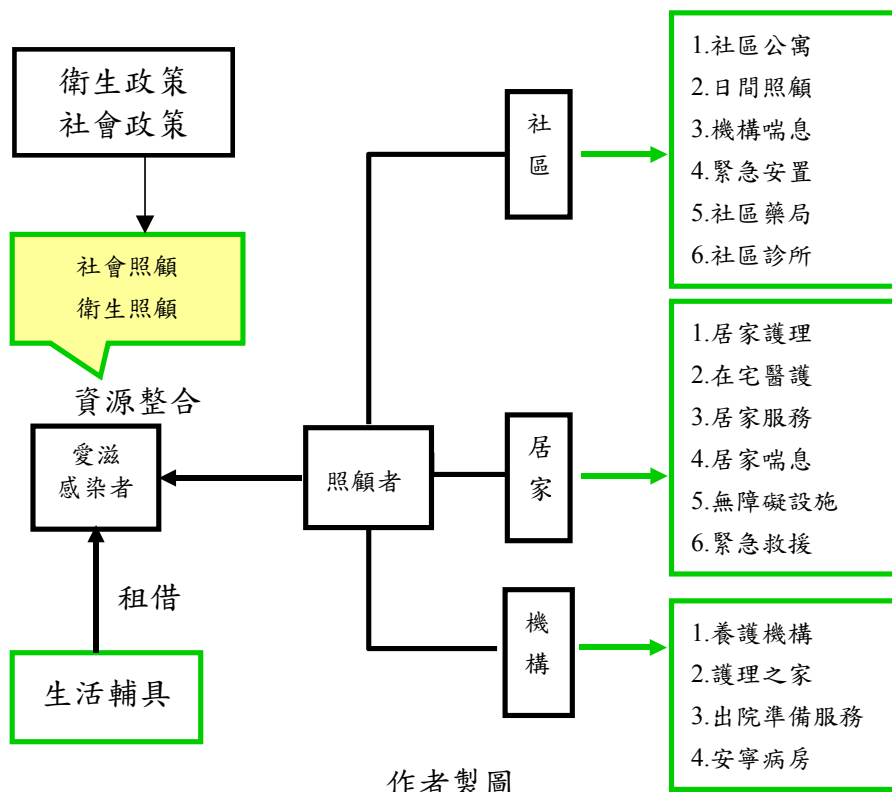 衛生政策
社會政策
社會照顧
衛生照顧
資源整合
愛滋
感染者
租借
生活輔具
照顧者
社
區
1.社區公寓
2.日間照顧
3.機構喘息
4.緊急安置
5.社區藥局
6.社區診所
居
家
1.居家護理
2.在宅醫護
3.居家服務
4.居家喘息
5.無障礙設施
6.緊急救援
機
構
1.養護機構
2.護理之家
3.出院準備服務
4.安寧病房
作者製圖